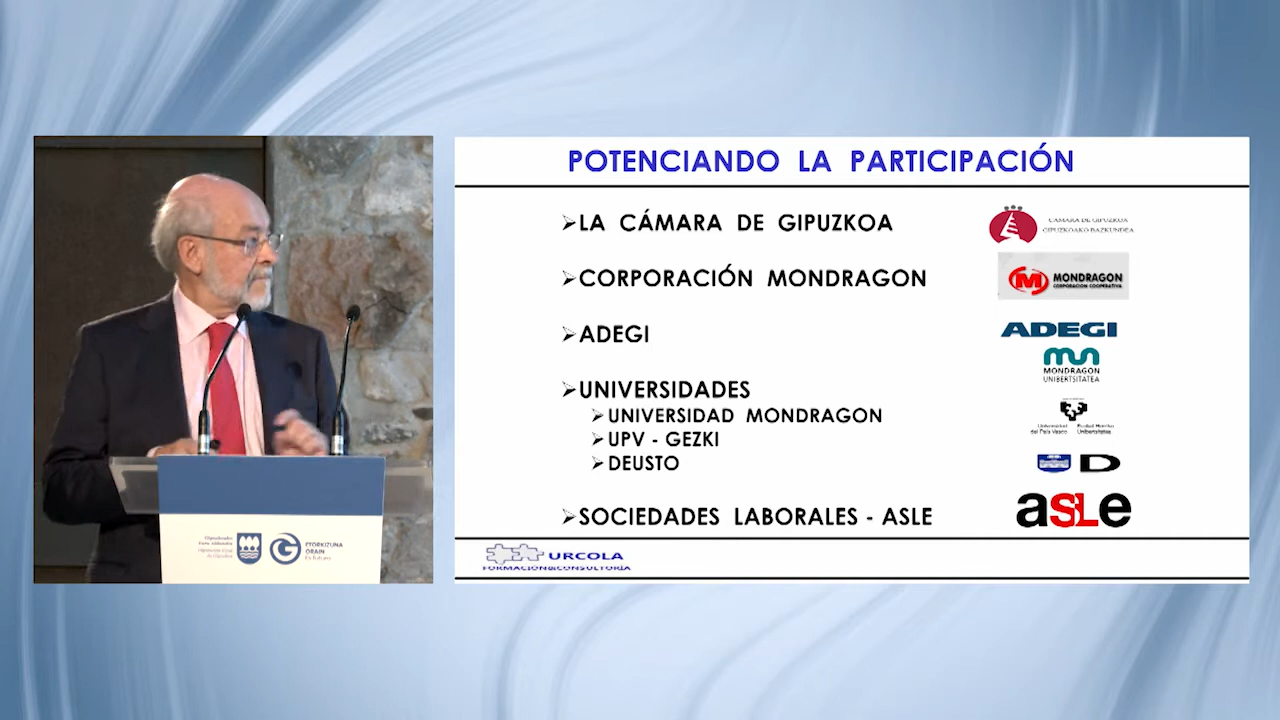 POTENCIANDO LA PARTICIPACIÓN
➢LA CÁMARA DE GIPUZKOA
CÁMARA DE GIPUZKOA
GIPUZKOAKO BAZKUNDEA
➢CORPORACIÓN MONDRAGON
MONDRAGON
CORPORACION COOPERATIVA
➢ADEGI
ADEGI
MONDRAGON
UNIBERTSITATEA
➢UNIVERSIDADES
➢UNIVERSIDAD MONDRAGON
➢UPV - GEZKI
➢DEUSTO
Universidad Euskal Herriko
del País Vasco Unibertsitatea
D
➢SOCIEDADES LABORALES - ASLE
asLe
URCOLA
FORMACIÓN&CONSULTORIA
G
ETORKIZUNA
ORAIN